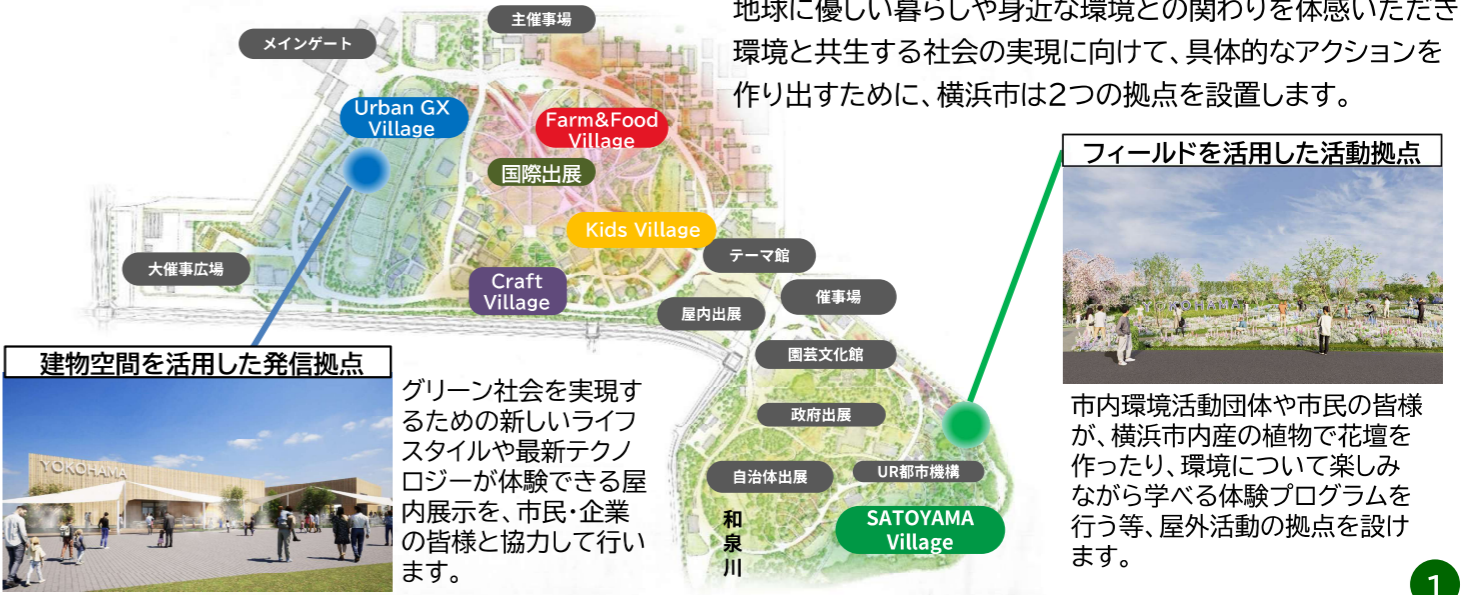 地球に優しい暮らしや身近な環境との関わりを体感いただき
環境と共生する社会の実現に向けて、具体的なアクションを
作り出すために、横浜市は2つの拠点を設置します。
主催事場
メインゲート
Urban GX
Village
Farm&Food
Village
国際出展
Kids Village
大催事広場
Craft
Village
テーマ館
催事場
屋内出展
園芸文化館
政府出展
自治体出展
UR都市機構
和泉川
SATOYAMA
Village
建物空間を活用した発信拠点
YOKOHAMA
グリーン社会を実現す
るための新しいライフ
スタイルや最新テクノ
ロジーが体験できる屋
内展示を、市民・企業
の皆様と協力して行い
ます。
フィールドを活用した活動拠点
YOKOHAMA
市内環境活動団体や市民の皆様
が、横浜市内産の植物で花壇を
作ったり、環境について楽しみ
ながら学べる体験プログラムを
行う等、屋外活動の拠点を設け
ます。
1